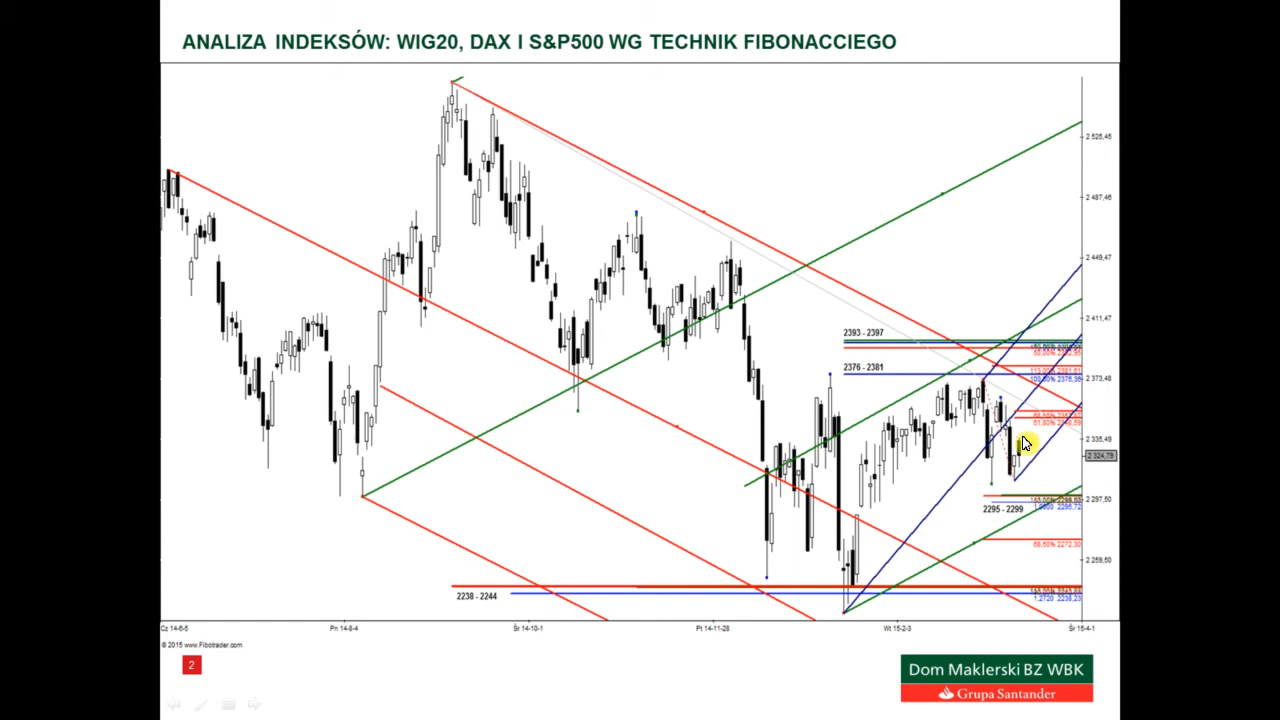 ANALIZA INDEKSÓW: WIG20, DAX I S&P500 WG TECHNIK FIBONACCIEGO
2 525,45
2 487,46
2 449,47
2 411,47
2393 - 2397
2376 - 2381
2 373,48
100,00% 2376,36
2 335,49
2 324,79
2 297,50
2295 - 2299
2 259,50
2238 - 2244
Cz 14-6-5
Pn 14-8-4
Śr 14-10-1
Pt 14-11-28
Wt 15-2-3
Śr 15-4-1
© 2015 www.Fibotrader.com
2
Dom Maklerski BZ WBK
Grupa Santander